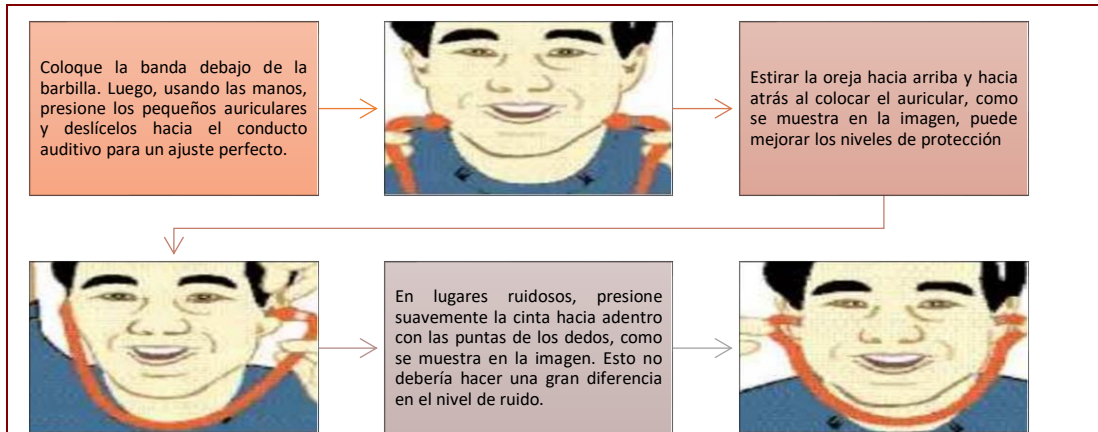 Coloque la banda debajo de la
barbilla. Luego, usando las manos,
presione los pequeños auriculares
y deslícelos hacia el conducto
auditivo para un ajuste perfecto.
Estirar la oreja hacia arriba y hacia
atrás al colocar el auricular, como
se muestra en la imagen, puede
mejorar los niveles de protección
En lugares ruidosos, presione
suavemente la cinta hacia adentro
con las puntas de los dedos, como
se muestra en la imagen. Esto no
debería hacer una gran diferencia
en el nivel de ruido.